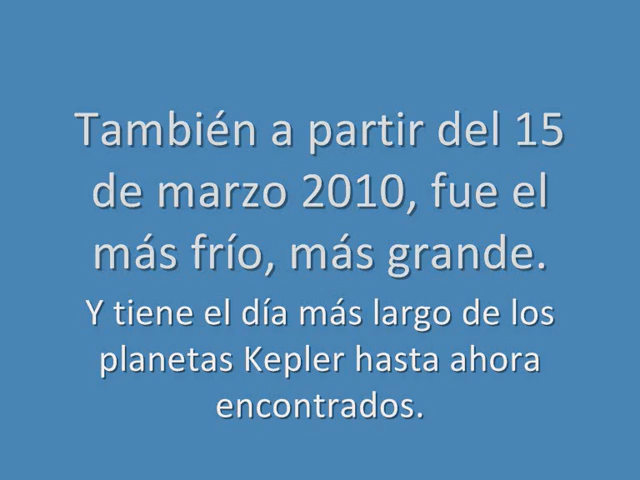 También a partir del 15
de marzo 2010, fue el
más frío, más grande.
Y tiene el día más largo de los
planetas Kepler hasta ahora
encontrados.